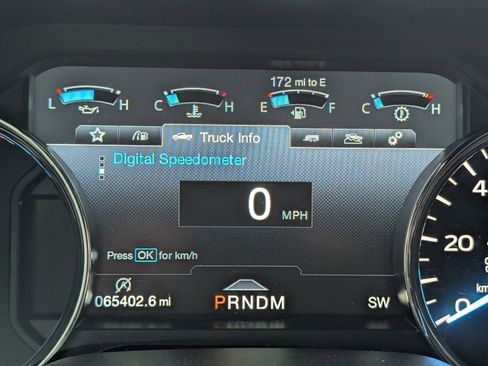 172 mi to E
L H C H E F C H
Truck Info
Digital Speedometer
0 MPH
Press OK for km/h
065402.6 mi
PRNDM
SW
20
0